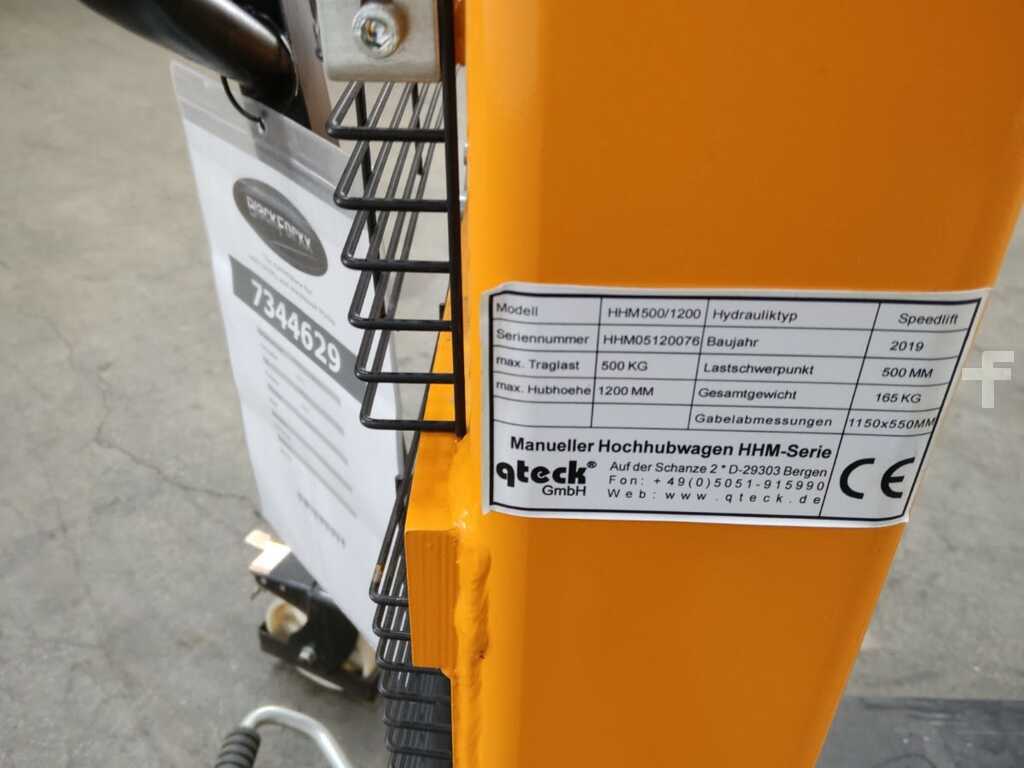 BlackForxx
7344629
Modell HHM500/1200 Hydrauliktyp Speedlift
Seriennummer HHM05120076 Baujahr 2019
max. Traglast 500 KG Lastschwerpunkt 500 MM
max. Hubhoehe 1200 MM Gesamtgewicht 165 KG
Gabelabmessungen 1150x550MM
Manueller Hochhubwagen HHM-Serie
qteck® GmbH
Auf der Schanze 2 * D-29303 Bergen
Fon: +49(0)5051-915990
Web: www.qteck.de
CE
f